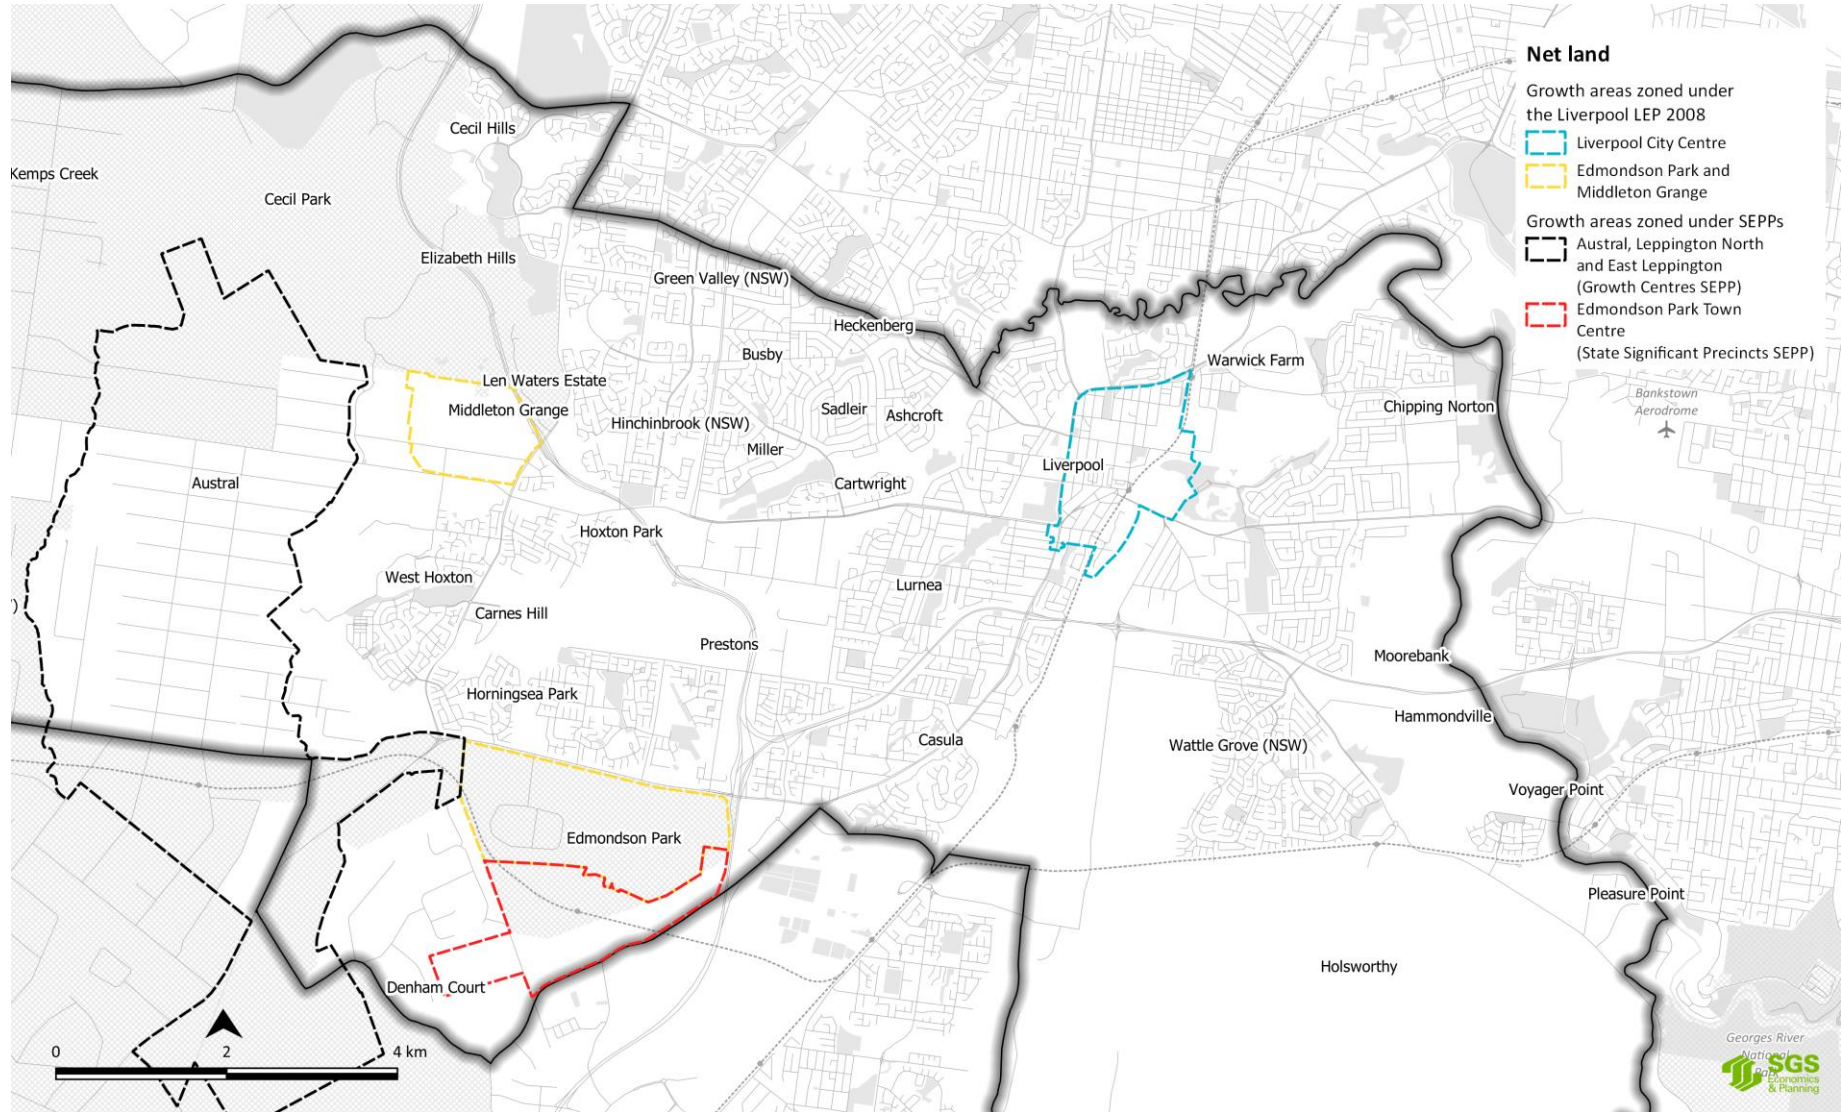 Net land
Growth areas zoned under
the Liverpool LEP 2008
Liverpool City Centre
Edmondson Park and
Middleton Grange
Growth areas zoned under SEPPs
Austral, Leppington North
and East Leppington
(Growth Centres SEPP)
Edmondson Park Town
Centre
(State Significant Precincts SEPP)
Cecil Hills
Kemps Creek
Cecil Park
Elizabeth Hills
Green Valley (NSW)
Heckenberg
Busby
Warwick Farm
Len Waters Estate
Middleton Grange
Sadleir
Ashcroft
Chipping Norton
Bankstown
Aerodrome
Hinchinbrook (NSW)
Miller
Liverpool
Austral
Cartwright
Hoxton Park
West Hoxton
Lurnea
)
Carnes Hill
Prestons
Moorebank
Horningsea Park
Hammondville
Casula
Wattle Grove (NSW)
Voyager Point
Edmondson Park
Pleasure Point
Denham Court
Holsworthy
0
2
4 km
Georges River
National
Park
SGS
Economics
& Planning